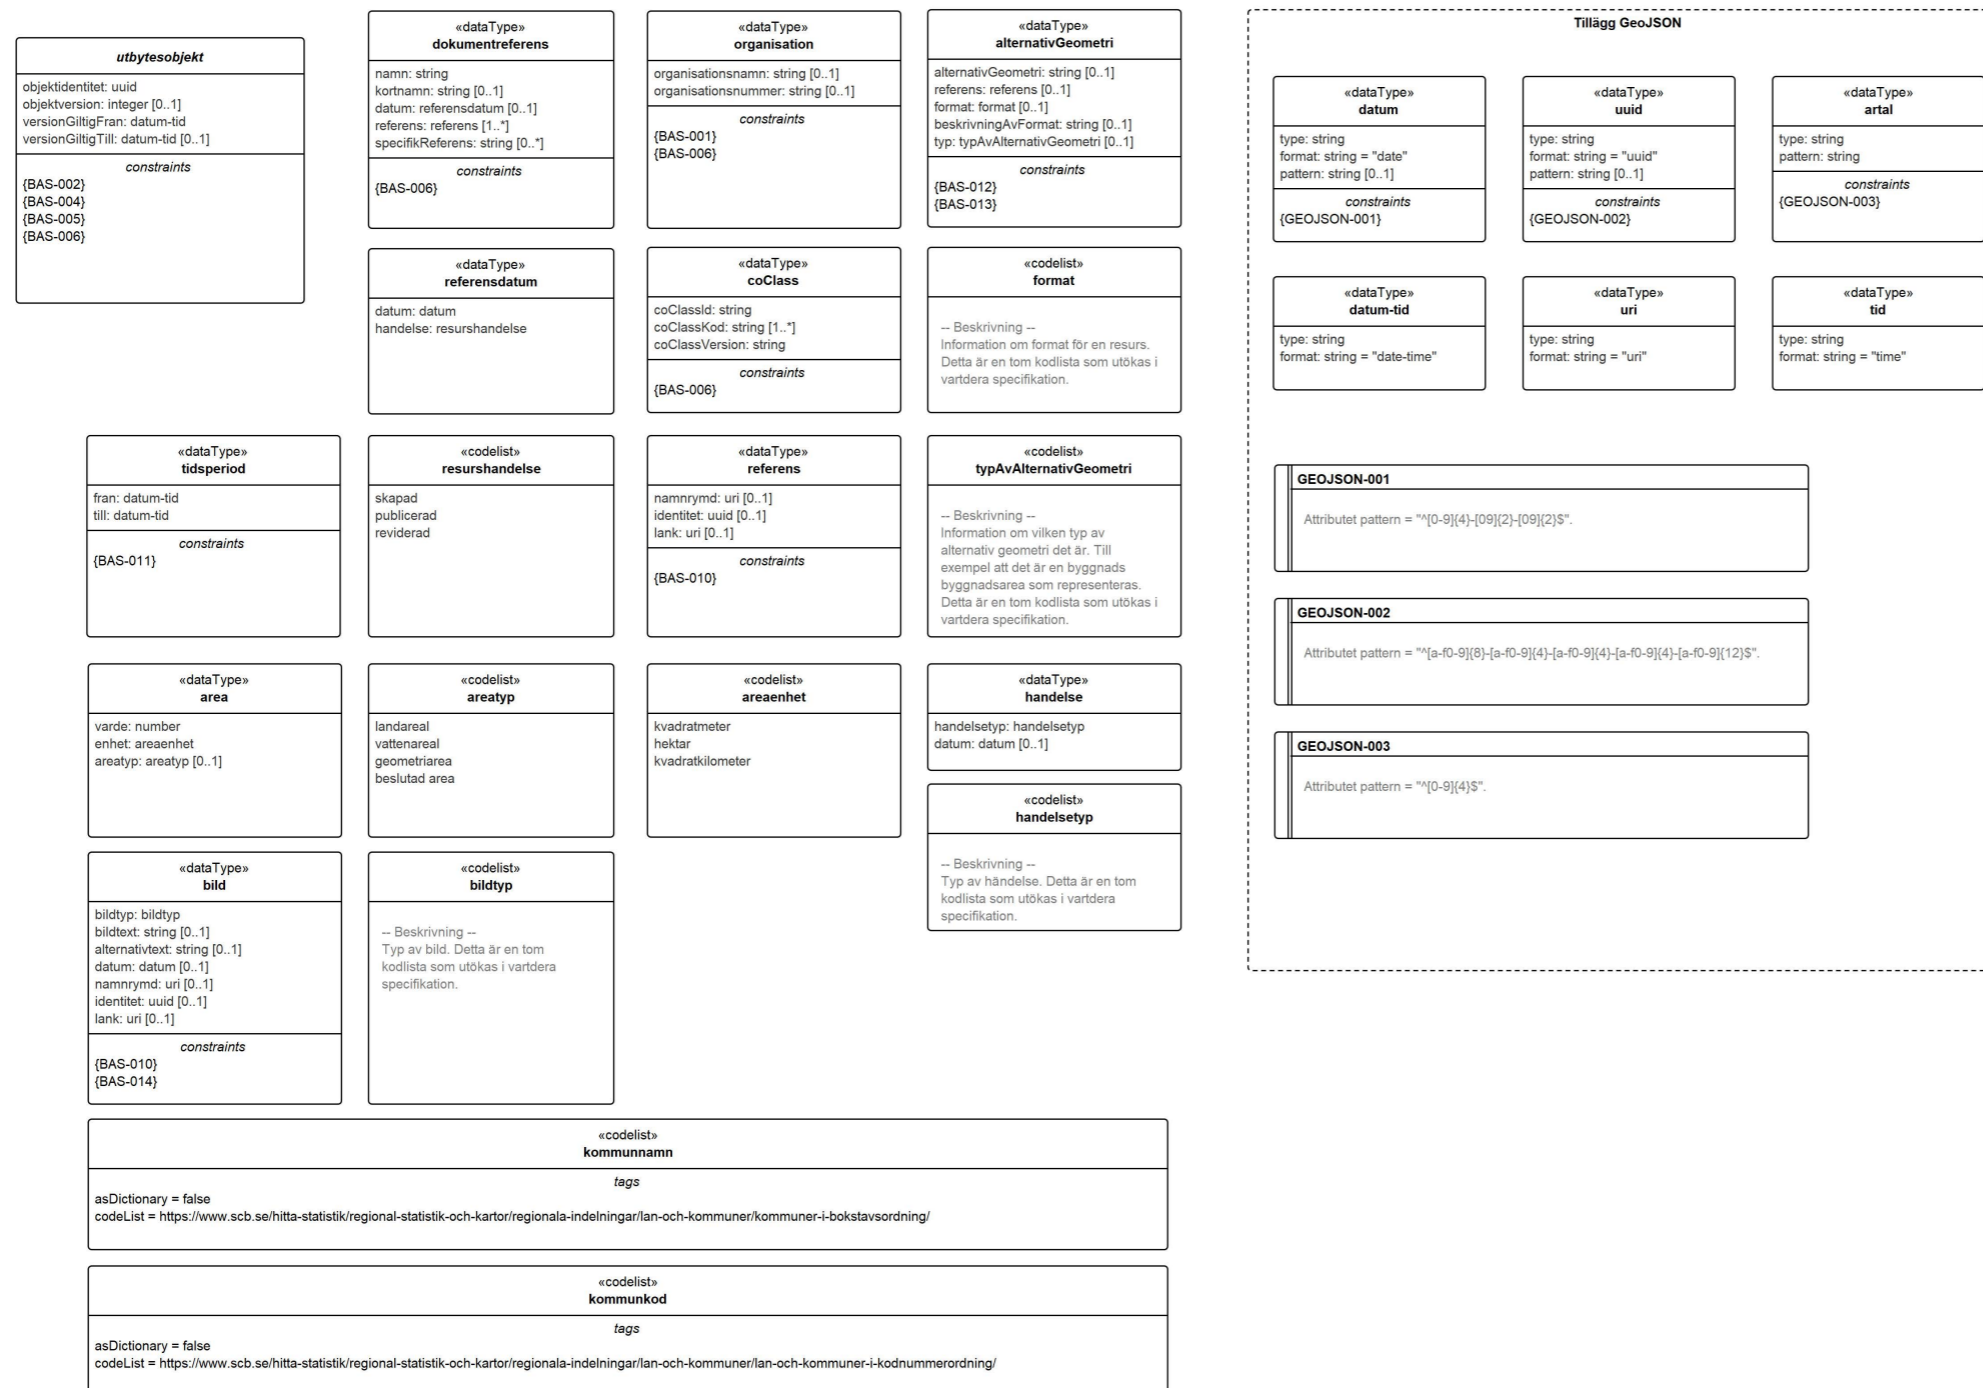 utbytesobjekt
objektidentitet: uuid
objektversion: integer [0..1]
versionGiltigFran: datum-tid
versionGiltigTill: datum-tid [0..1]
constraints
{BAS-002}
{BAS-004}
{BAS-005}
{BAS-006}
«dataType»
dokumentreferens
namn: string
kortnamn: string [0..1]
datum: referensdatum [0..1]
referens: referens [1..*]
specifikReferens: string [0..*]
constraints
{BAS-006}
«dataType»
organisation
organisationsnamn: string [0..1]
organisationsnummer: string [0..1]
constraints
{BAS-001}
{BAS-006}
«dataType»
alternativGeometri
alternativGeometri: string [0..1]
referens: referens [0..1]
format: format [0..1]
beskrivningAvFormat: string [0..1]
typ: typAvAlternativGeometri [0..1]
constraints
{BAS-012}
{BAS-013}
«dataType»
referensdatum
datum: datum
handelse: resurshandelse
«dataType»
coClass
coClassId: string
coClassKod: string [1..*]
coClassVersion: string
constraints
{BAS-006}
«codelist»
format
-- Beskrivning --
Information om format för en resurs.
Detta är en tom kodlista som utökas i
vartdera specifikation.
«dataType»
tidsperiod
fran: datum-tid
till: datum-tid
constraints
{BAS-011}
«codelist»
resurshandelse
skapad
publicerad
reviderad
«dataType»
referens
namnrymd: uri [0..1]
identitet: uuid [0..1]
lank: uri [0..1]
constraints
{BAS-010}
«codelist»
typAvAlternativGeometri
-- Beskrivning --
Information om vilken typ av
alternativ geometri det är. Till
exempel att det är en byggnads
byggnadsarea som representeras.
Detta är en tom kodlista som utökas i
vartdera specifikation.
«dataType»
area
varde: number
enhet: areaenhet
areatyp: areatyp [0..1]
«codelist»
areatyp
landareal
vattenareal
geometriarea
beslutad area
«codelist»
areaenhet
kvadratmeter
hektar
kvadratkilometer
«dataType»
handelse
handelsetyp: handelsetyp
datum: datum [0..1]
«codelist»
handelsetyp
-- Beskrivning --
Typ av händelse. Detta är en tom
kodlista som utökas i vartdera
specifikation.
«dataType»
bild
bildtyp: bildtyp
bildtext: string [0..1]
alternativtext: string [0..1]
datum: datum [0..1]
namnrymd: uri [0..1]
identitet: uuid [0..1]
lank: uri [0..1]
constraints
{BAS-010}
{BAS-014}
«codelist»
bildtyp
-- Beskrivning --
Typ av bild. Detta är en tom
kodlista som utökas i vartdera
specifikation.
«codelist»
kommunnamn
tags
asDictionary = false
codeList = https://www.scb.se/hitta-statistik/regional-statistik-och-kartor/regionala-indelningar/lan-och-kommuner/kommuner-i-bokstavsordning/
«codelist»
kommunkod
tags
asDictionary = false
codeList = https://www.scb.se/hitta-statistik/regional-statistik-och-kartor/regionala-indelningar/lan-och-kommuner/lan-och-kommuner-i-kodnummerordning/
Tillägg GeoJSON
«dataType»
datum
type: string
format: string = "date"
pattern: string [0..1]
constraints
{GEOJSON-001}
«dataType»
uuid
type: string
format: string = "uuid"
pattern: string [0..1]
constraints
{GEOJSON-002}
«dataType»
artal
type: string
pattern: string
constraints
{GEOJSON-003}
«dataType»
datum-tid
type: string
format: string = "date-time"
«dataType»
uri
type: string
format: string = "uri"
«dataType»
tid
type: string
format: string = "time"
GEOJSON-001
Attributet pattern = "^[0-9]{4}-[09]{2}-[09]{2}$".
GEOJSON-002
Attributet pattern = "^[a-f0-9]{8}-[a-f0-9]{4}-[a-f0-9]{4}-[a-f0-9]{4}-[a-f0-9]{12}$".
GEOJSON-003
Attributet pattern = "^[0-9]{4}$".